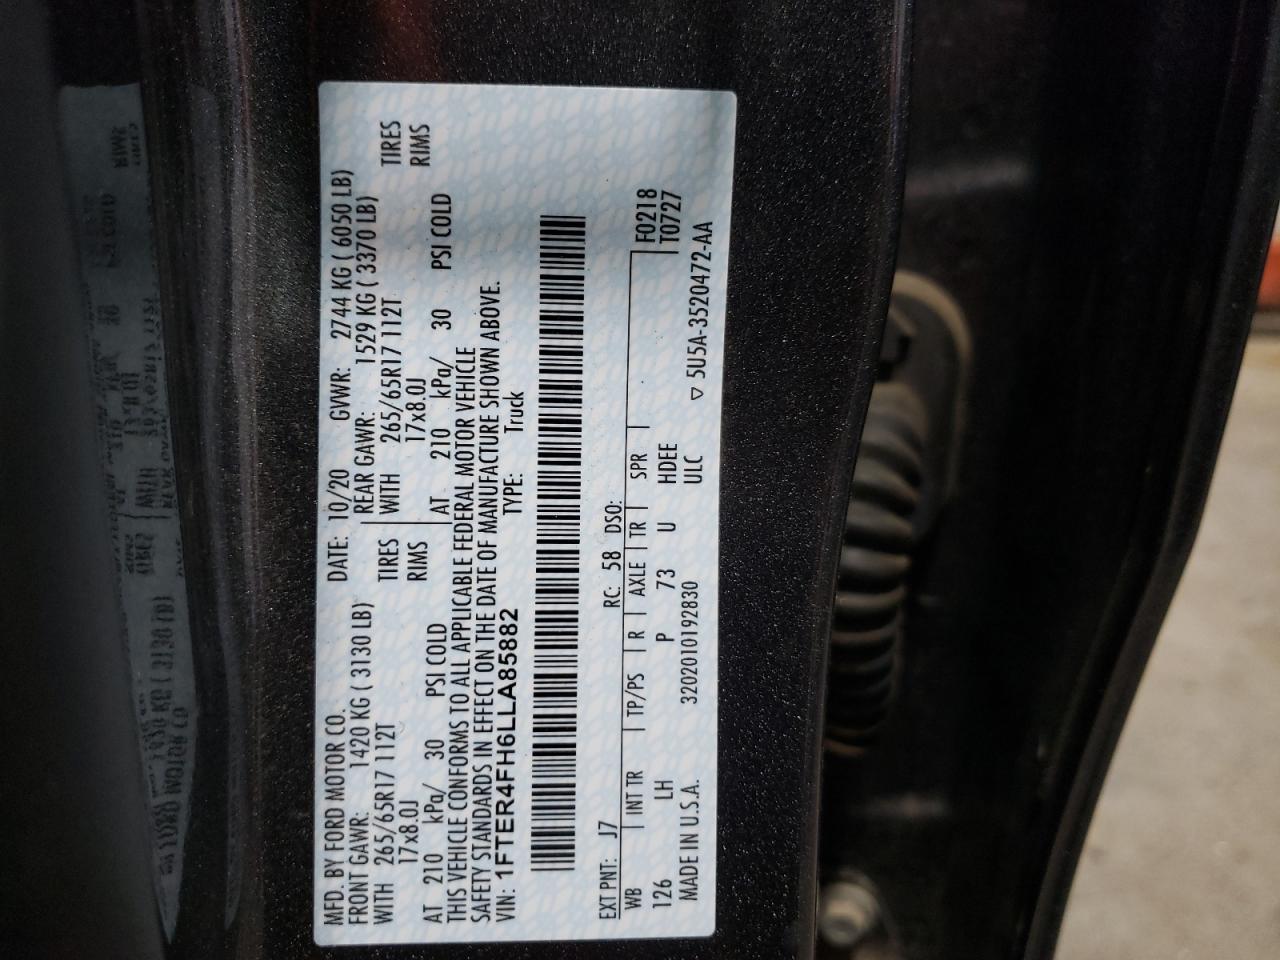 MFD. BY FORD MOTOR CO. DATE: 10/20 GVWR: 2744 KG ( 6050 LB)
FRONT GAWR: 1420 KG ( 3130 LB) REAR GAWR: 1529 KG ( 3370 LB)
WITH 265/65R17 112T TIRES WITH 265/65R17 112T TIRES
17x8.0J RIMS 17x8.0J RIMS
AT 210 kPa/ 30 PSI COLD AT 210 kPa/ 30 PSI COLD
THIS VEHICLE CONFORMS TO ALL APPLICABLE FEDERAL MOTOR VEHICLE
SAFETY STANDARDS IN EFFECT ON THE DATE OF MANUFACTURE SHOWN ABOVE.
VIN: 1FTER4FH6LLA85882 TYPE: Truck
EXT PNT: J7 RC: 58 DSO: F0218
WB INT TR TP/PS R AXLE TR SPR T0727
126 LH P 73 U HDEE
MADE IN U.S.A. 320201019​2830 ULC ▽ 5U5A-3520472-AA